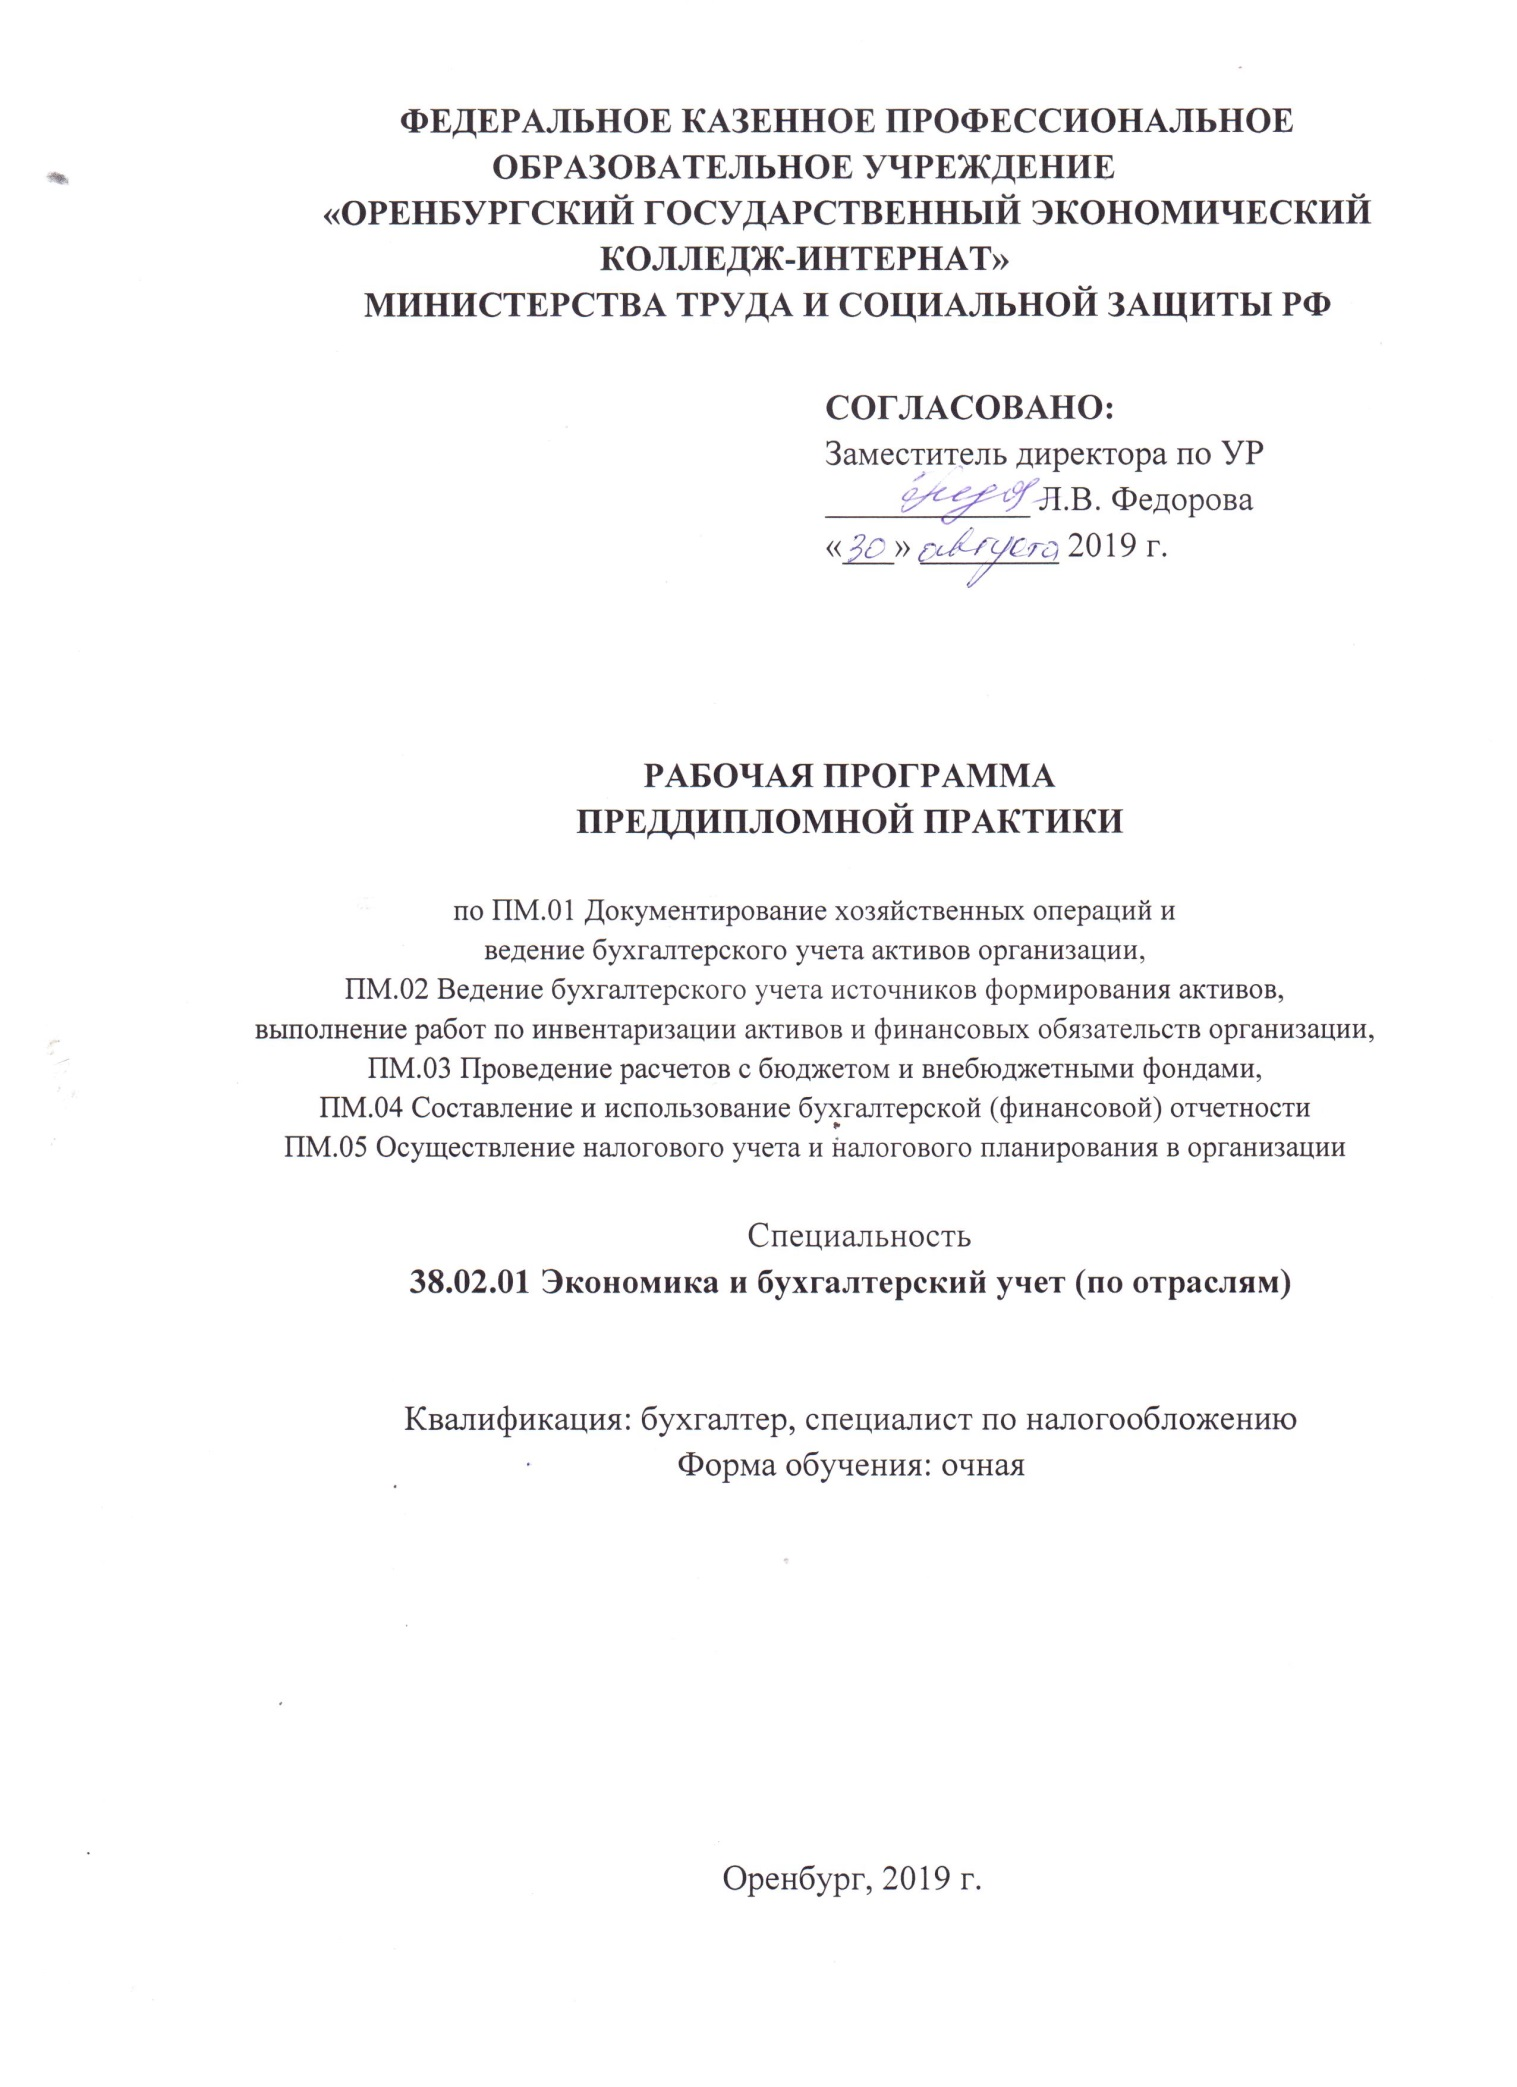 ФЕДЕРАЛЬНОЕ КАЗЕННОЕ ПРОФЕССИОНАЛЬНОЕ
ОБРАЗОВАТЕЛЬНОЕ УЧРЕЖДЕНИЕ
«ОРЕНБУРГСКИЙ ГОСУДАРСТВЕННЫЙ ЭКОНОМИЧЕСКИЙ
КОЛЛЕДЖ-ИНТЕРНАТ»
МИНИСТЕРСТВА ТРУДА И СОЦИАЛЬНОЙ ЗАЩИТЫ РФ
СОГЛАСОВАНО:
Заместитель директора по УР
Л.В. Федорова
«30» августа 2019 г.
РАБОЧАЯ ПРОГРАММА
ПРЕДДИПЛОМНОЙ ПРАКТИКИ
по ПМ.01 Документирование хозяйственных операций и
ведение бухгалтерского учета активов организации,
ПМ.02 Ведение бухгалтерского учета источников формирования активов,
выполнение работ по инвентаризации активов и финансовых обязательств организации,
ПМ.03 Проведение расчетов с бюджетом и внебюджетными фондами,
ПМ.04 Составление и использование бухгалтерской (финансовой) отчетности
ПМ.05 Осуществление налогового учета и налогового планирования в организации
Специальность
38.02.01 Экономика и бухгалтерский учет (по отраслям)
Квалификация: бухгалтер, специалист по налогообложению
Форма обучения: очная
Оренбург, 2019 г.